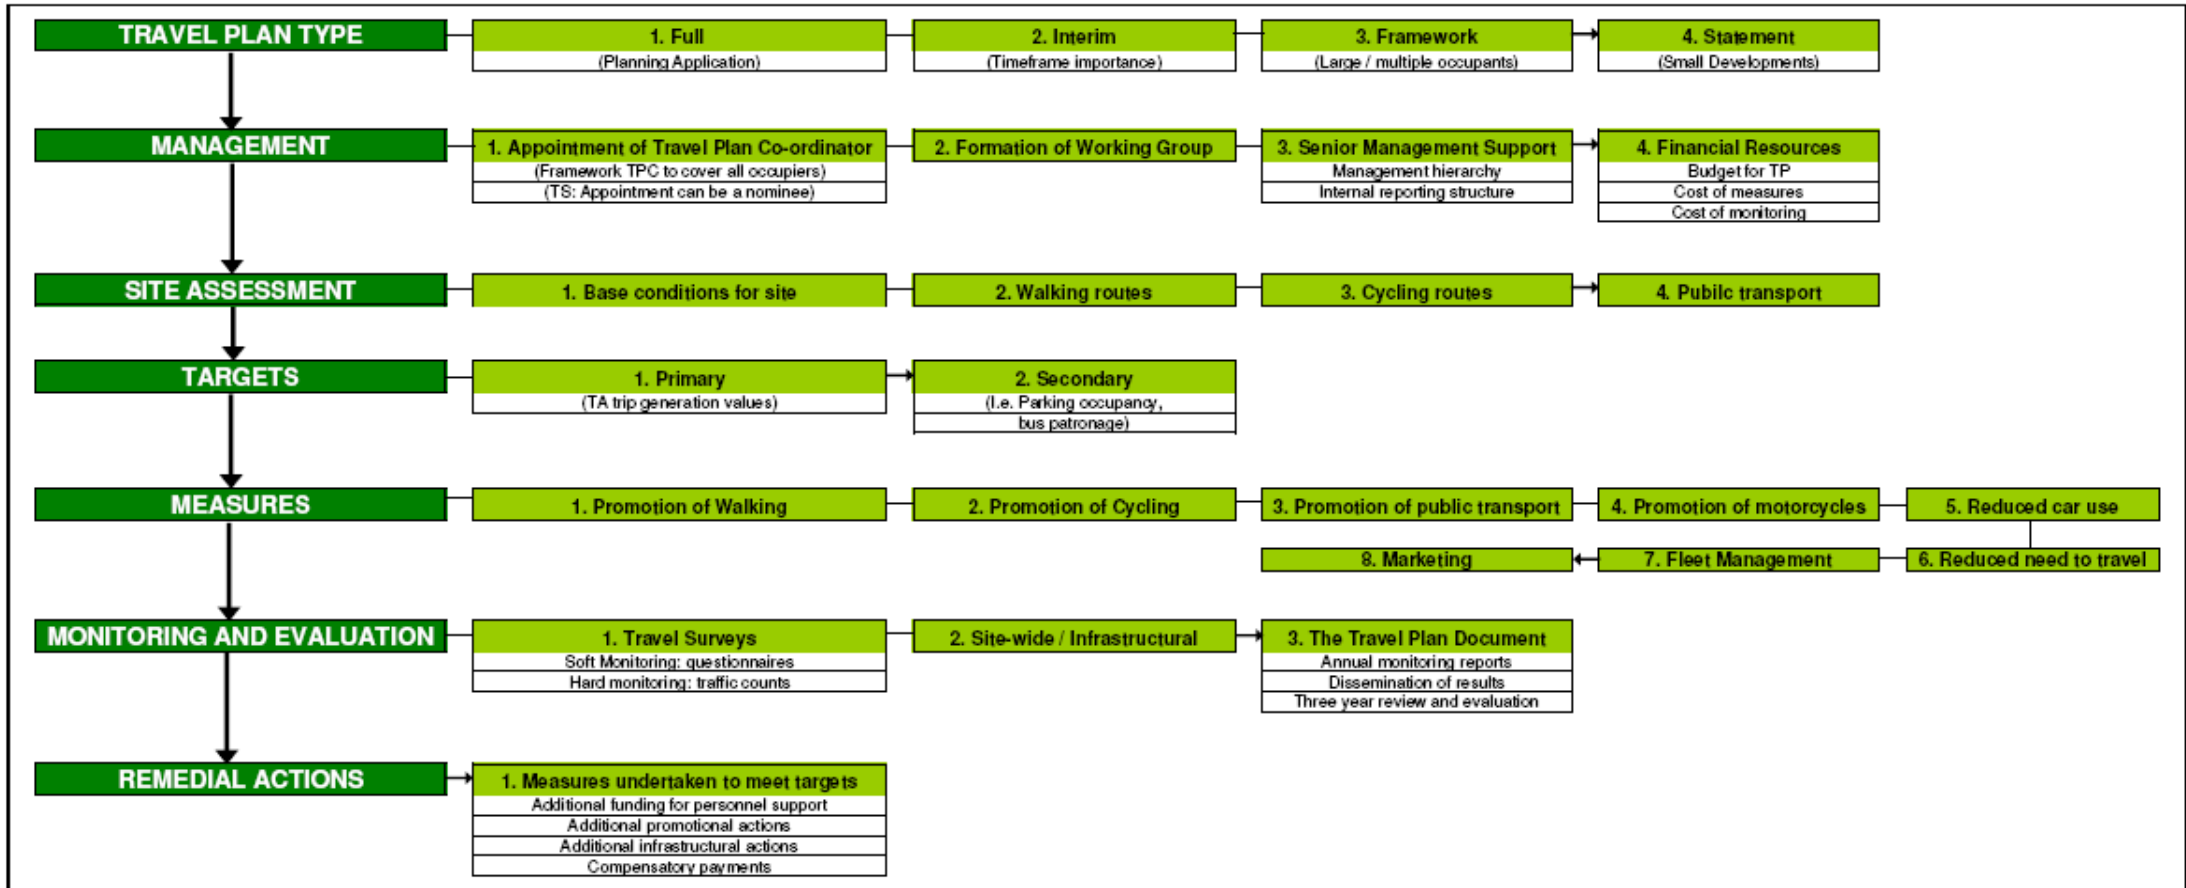 TRAVEL PLAN TYPE
1. Full
(Planning Application)
2. Interim
(Timeframe importance)
3. Framework
(Large / multiple occupants)
4. Statement
(Small Developments)
MANAGEMENT
1. Appointment of Travel Plan Co-ordinator
(Framework TPC to cover all occupiers)
(TS: Appointment can be a nominee)
2. Formation of Working Group
3. Senior Management Support
Management hierarchy
Internal reporting structure
4. Financial Resources
Budget for TP
Cost of measures
Cost of monitoring
SITE ASSESSMENT
1. Base conditions for site
2. Walking routes
3. Cycling routes
4. Pubilc transport
TARGETS
1. Primary
(TA trip generation values)
2. Secondary
(I.e. Parking occupancy,
bus patronage)
MEASURES
1. Promotion of Walking
2. Promotion of Cycling
3. Promotion of public transport
4. Promotion of motorcycles
5. Reduced car use
6. Reduced need to travel
7. Fleet Management
8. Marketing
MONITORING AND EVALUATION
1. Travel Surveys
Soft Monitoring: questionnaires
Hard monitoring: traffic counts
2. Site-wide / Infrastructural
3. The Travel Plan Document
Annual monitoring reports
Dissemination of results
Three year review and evaluation
REMEDIAL ACTIONS
1. Measures undertaken to meet targets
Additional funding for personnel support
Additional promotional actions
Additional infrastructural actions
Compensatory payments